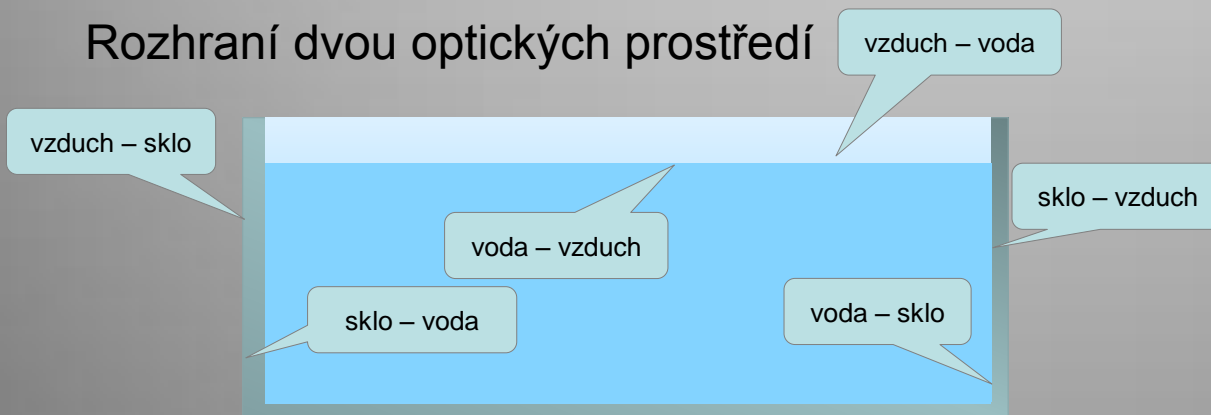 Rozhraní dvou optických prostředí
vzduch – voda
vzduch – sklo
sklo – vzduch
voda – vzduch
sklo – voda
voda – sklo